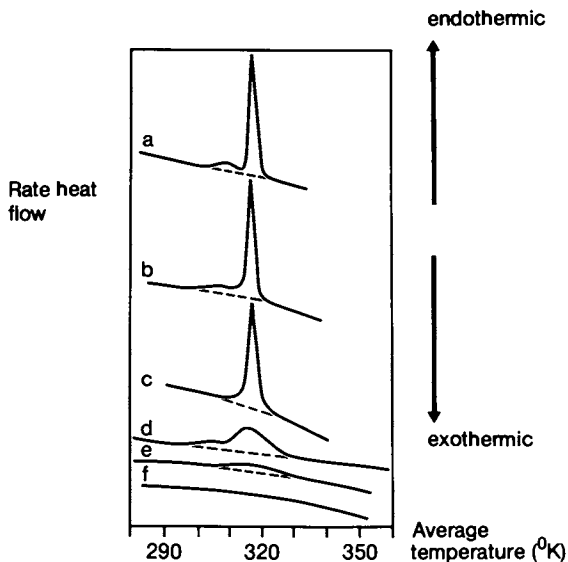 endothermic
a
Rate heat
flow
b
c
d
exothermic
e
f
290 320 350
Average
temperature (⁰K)